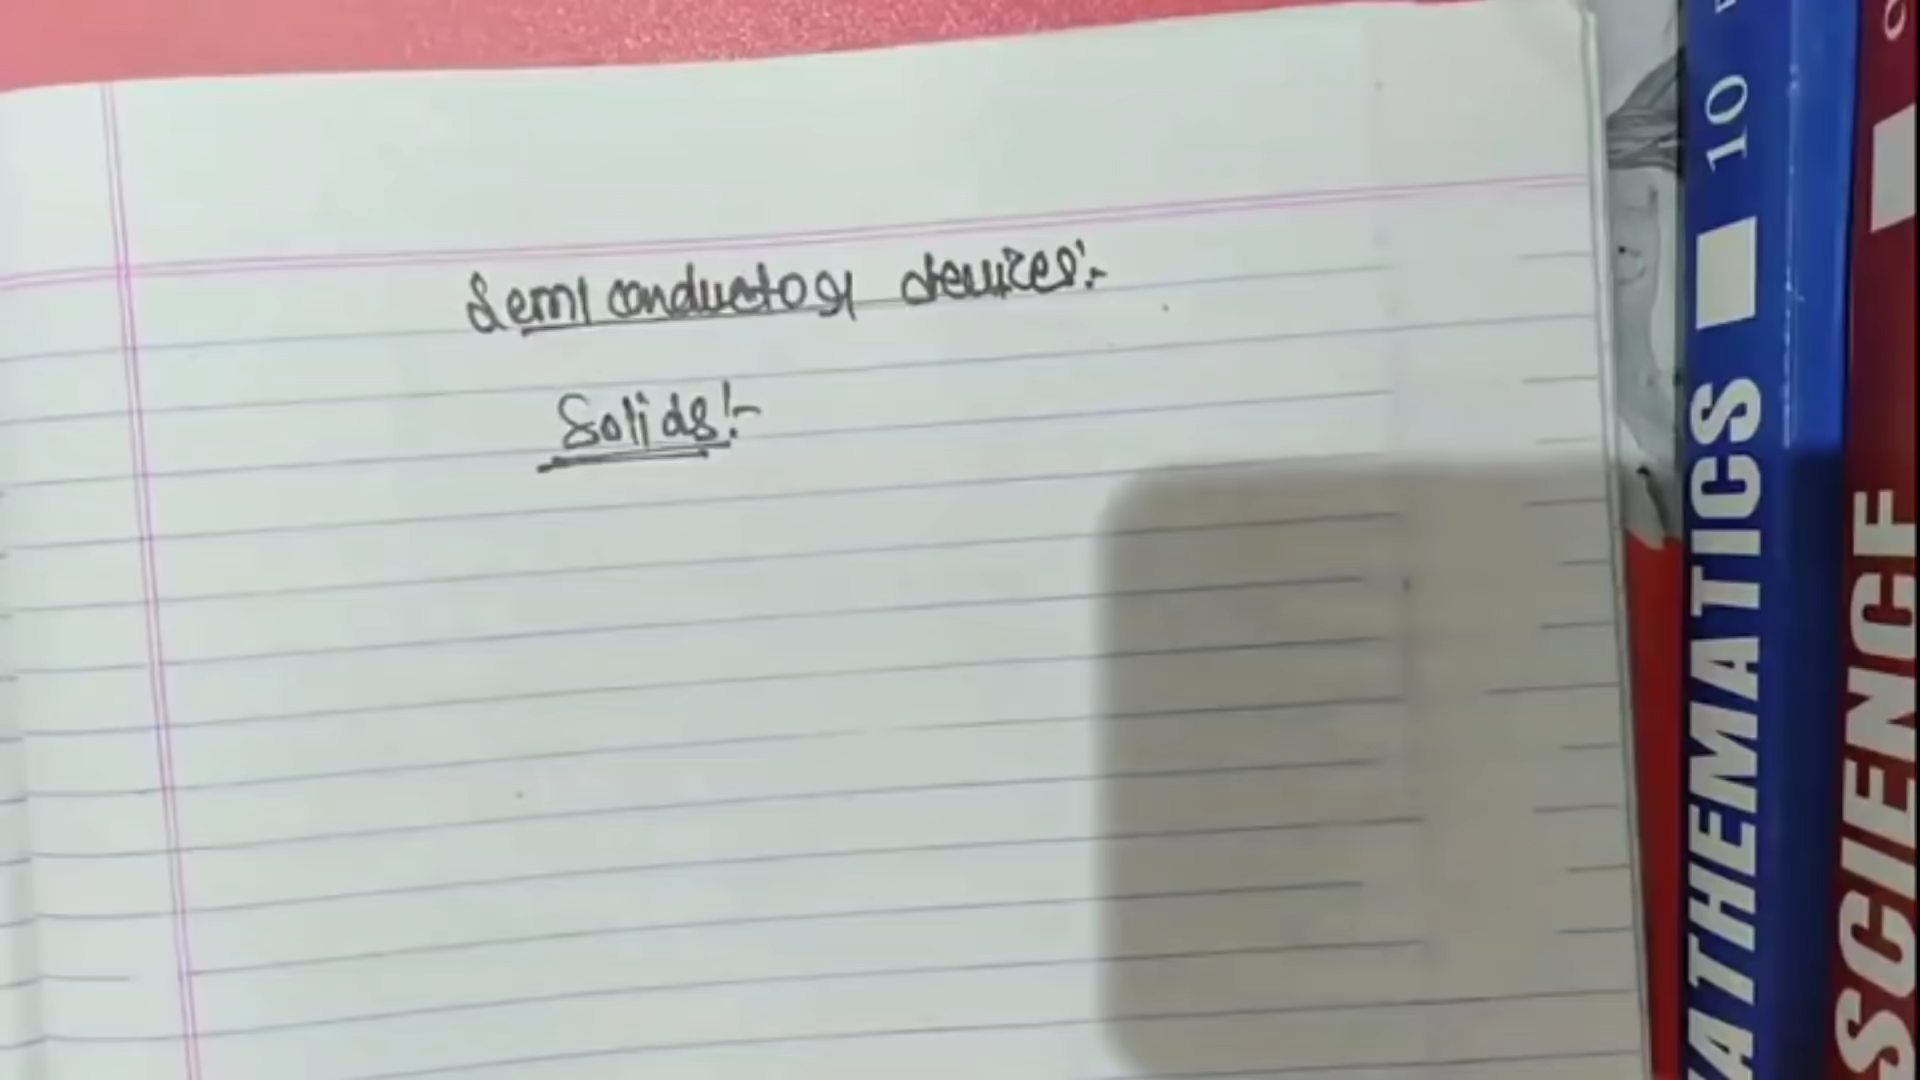 Semiconductor devices:-
Solids:-
10
MATHEMATICS
SCIENCE